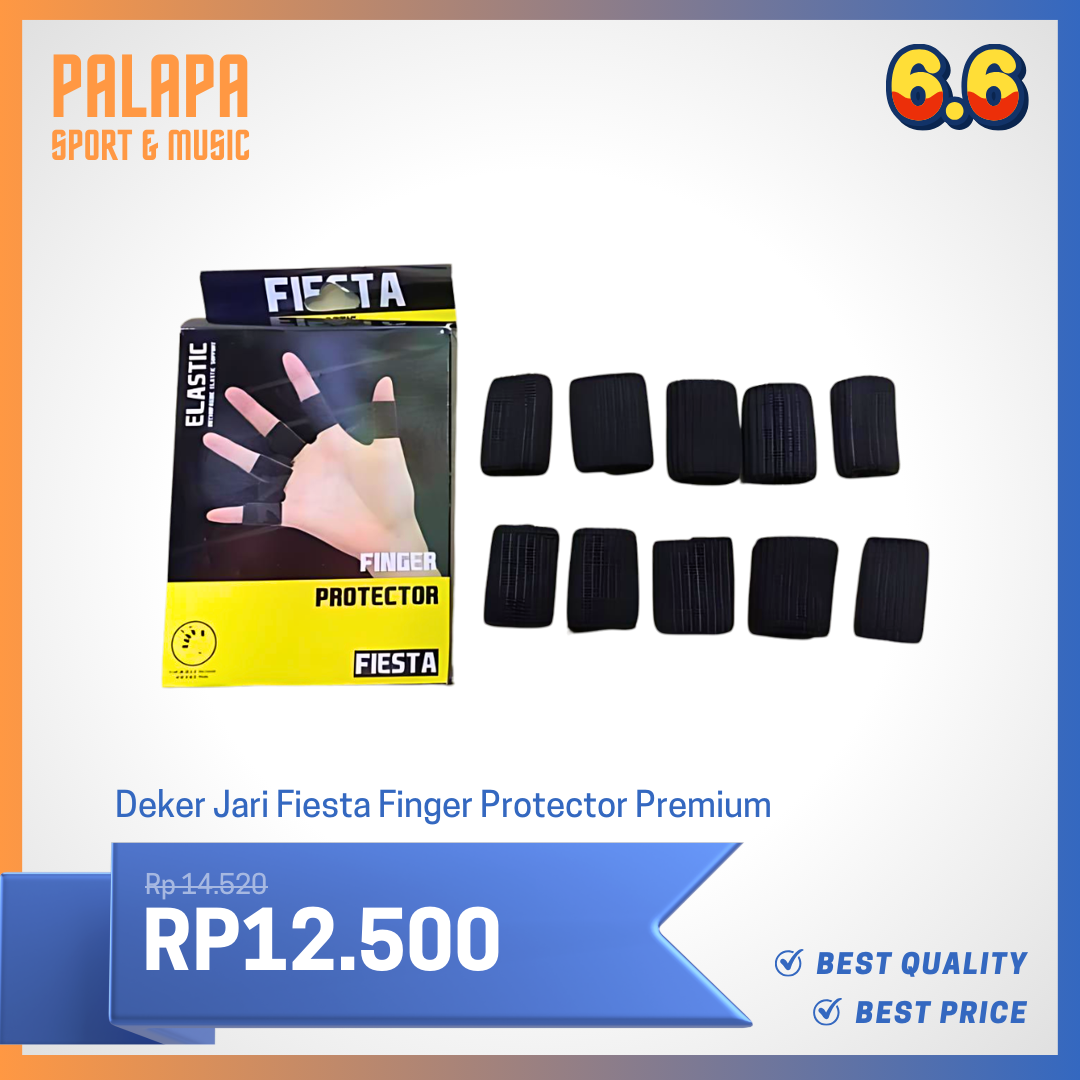 PALAPA
SPORT & MUSIC
6.6
FIESTA
ELASTIC
FINGER
PROTECTOR
FIESTA
Deker Jari Fiesta Finger Protector Premium
Rp 14.520
RP12.500
BEST QUALITY
BEST PRICE